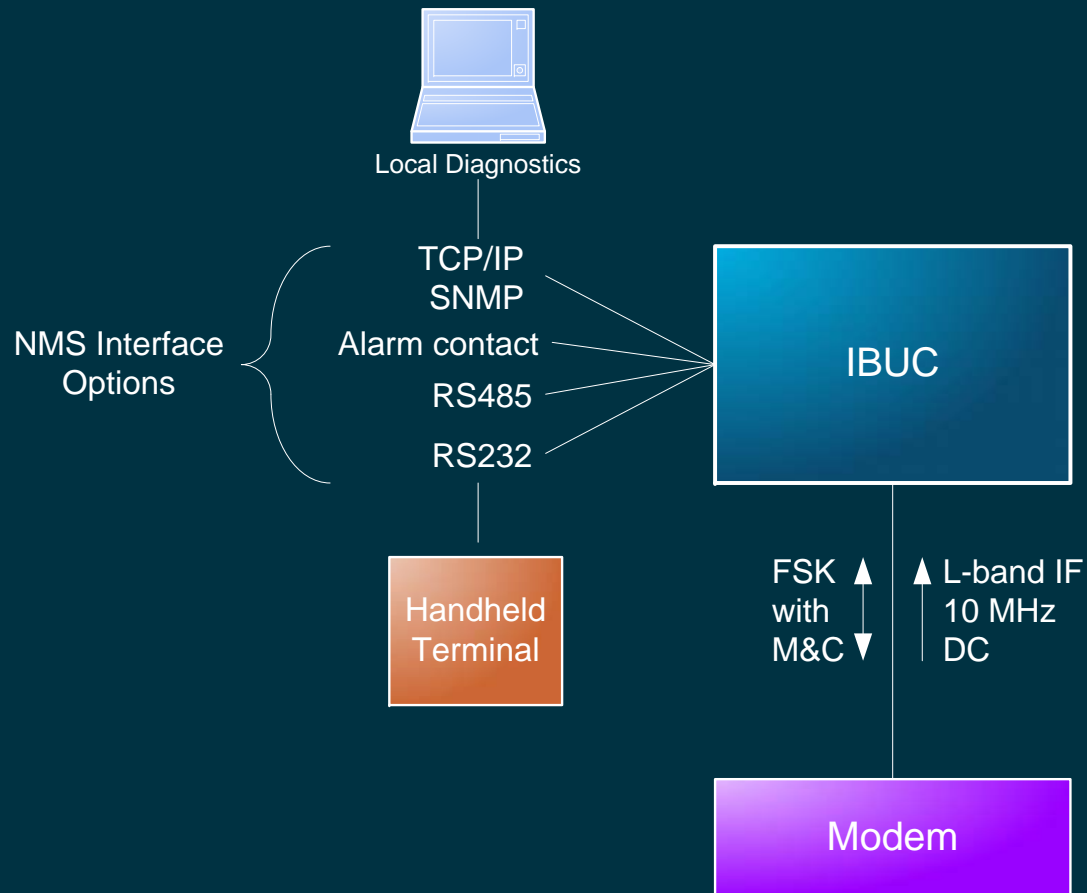 Local Diagnostics
TCP/IP
SNMP
NMS Interface
Options
Alarm contact
RS485
RS232
IBUC
Handheld
Terminal
FSK
with
M&C
L-band IF
10 MHz
DC
Modem